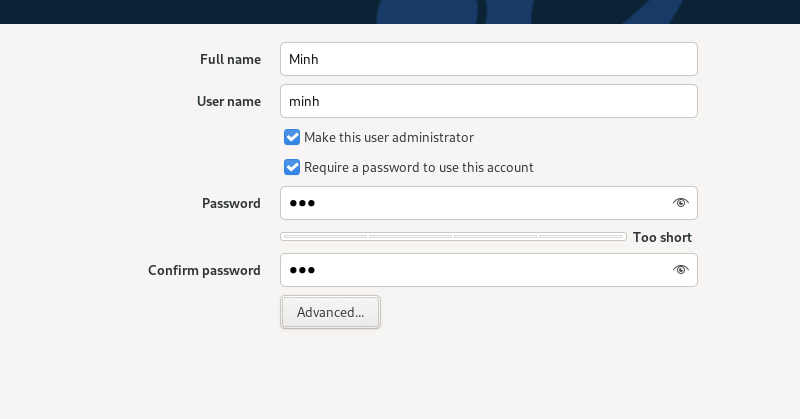 Full name Minh
User name minh
Make this user administrator
Require a password to use this account
Password ●●●
Too short
Confirm password ●●●
Advanced...